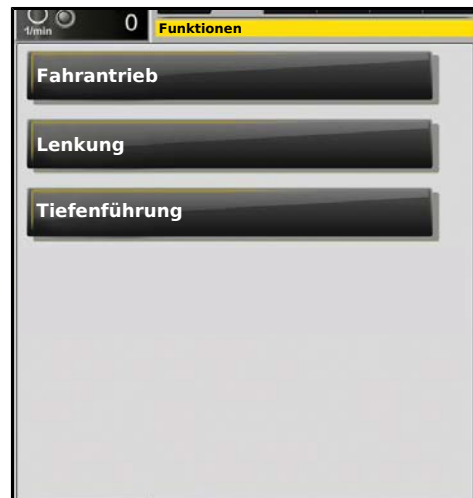 1/min
0
Funktionen
Fahrantrieb
Lenkung
Tiefenführung